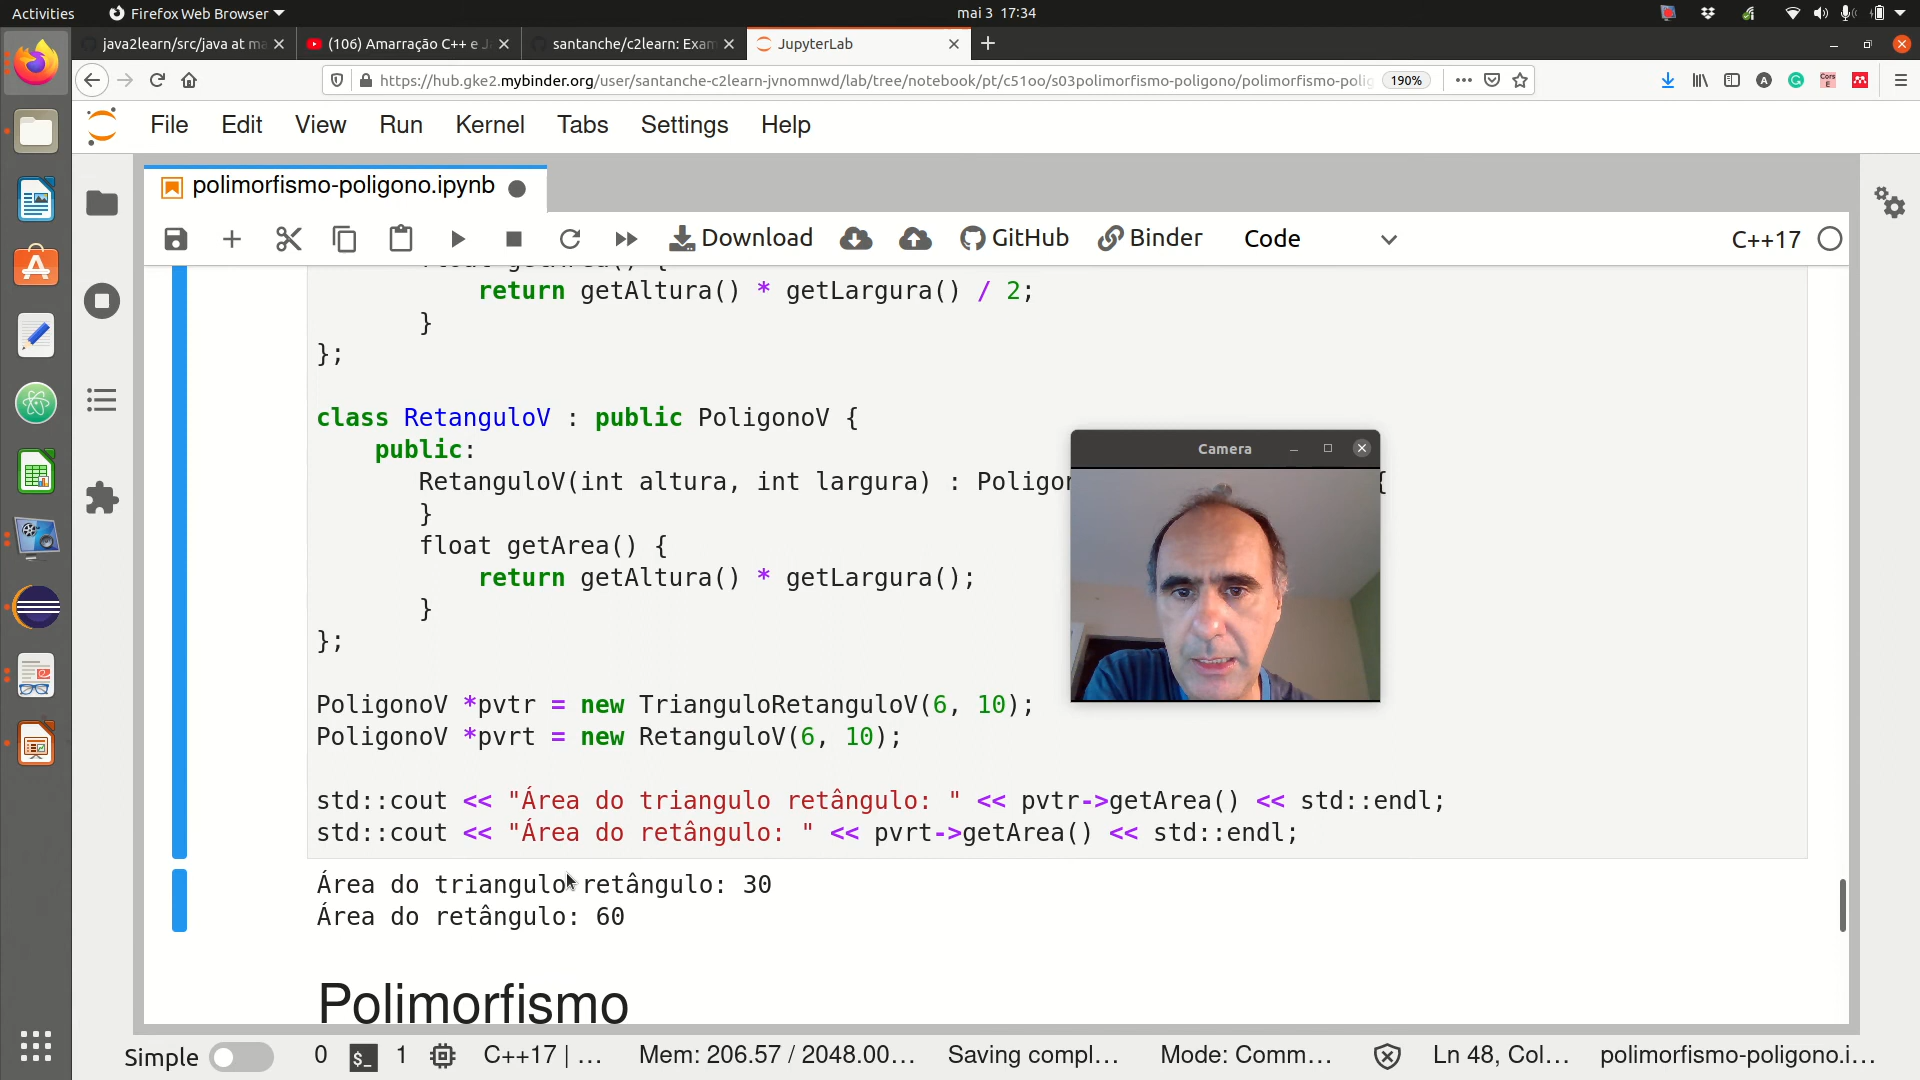 Activities Firefox Web Browser mai 3 17:34
java2learn/src/java at ma (106) Amarração C++ e J santanche/c2learn: Exam JupyterLab
https://hub.gke2.mybinder.org/user/santanche-c2learn-jvnomnwd/lab/tree/notebook/pt/c51oo/s03polimorfismo-poligono/polimorfismo-polig 190%
File Edit View Run Kernel Tabs Settings Help
polimorfismo-poligono.ipynb
Download GitHub Binder Code C++17
float getArea() {
return getAltura() * getLargura() / 2;
}
};
class RetanguloV : public PoligonoV {
public:
RetanguloV(int altura, int largura) : Poligon {
}
float getArea() {
return getAltura() * getLargura();
}
};
Camera
PoligonoV *pvtr = new TrianguloRetanguloV(6, 10);
PoligonoV *pvrt = new RetanguloV(6, 10);
std::cout << "Área do triangulo retângulo: " << pvtr->getArea() << std::endl;
std::cout << "Área do retângulo: " << pvrt->getArea() << std::endl;
Área do triangulo retângulo: 30
Área do retângulo: 60
Polimorfismo
Simple 0 $_ 1 C++17 | ... Mem: 206.57 / 2048.00... Saving compl... Mode: Comm... Ln 48, Col... polimorfismo-poligono.i...